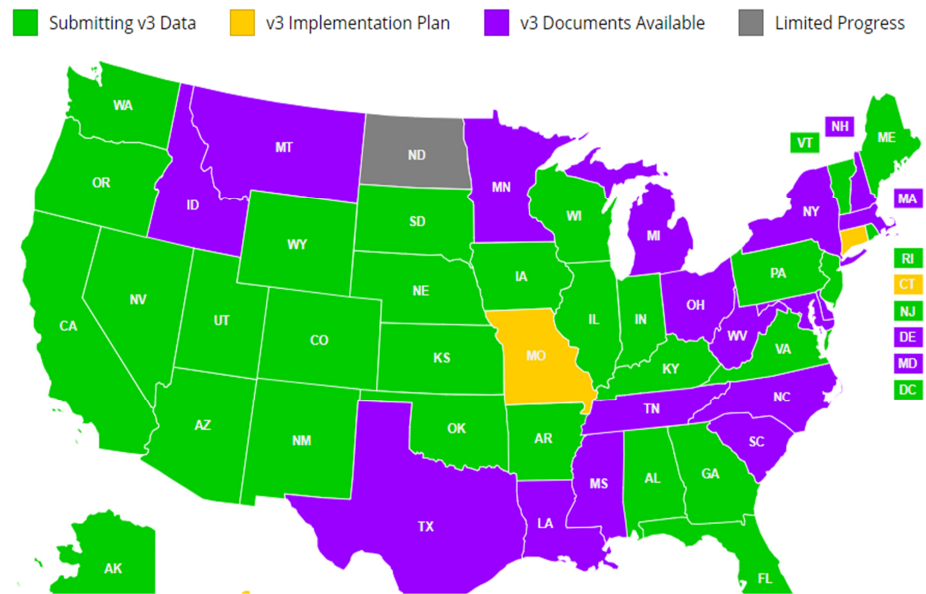 Submitting v3 Data
v3 Implementation Plan
v3 Documents Available
Limited Progress
WA
MT
ND
MN
VT
NH
ME
OR
ID
SD
WI
MI
NY
MA
WY
IA
PA
RI
CT
NJ
DE
MD
DC
NV
NE
IL
IN
OH
CA
UT
CO
KS
MO
WV
VA
KY
AZ
NM
OK
AR
TN
NC
SC
TX
LA
MS
AL
GA
AK
FL